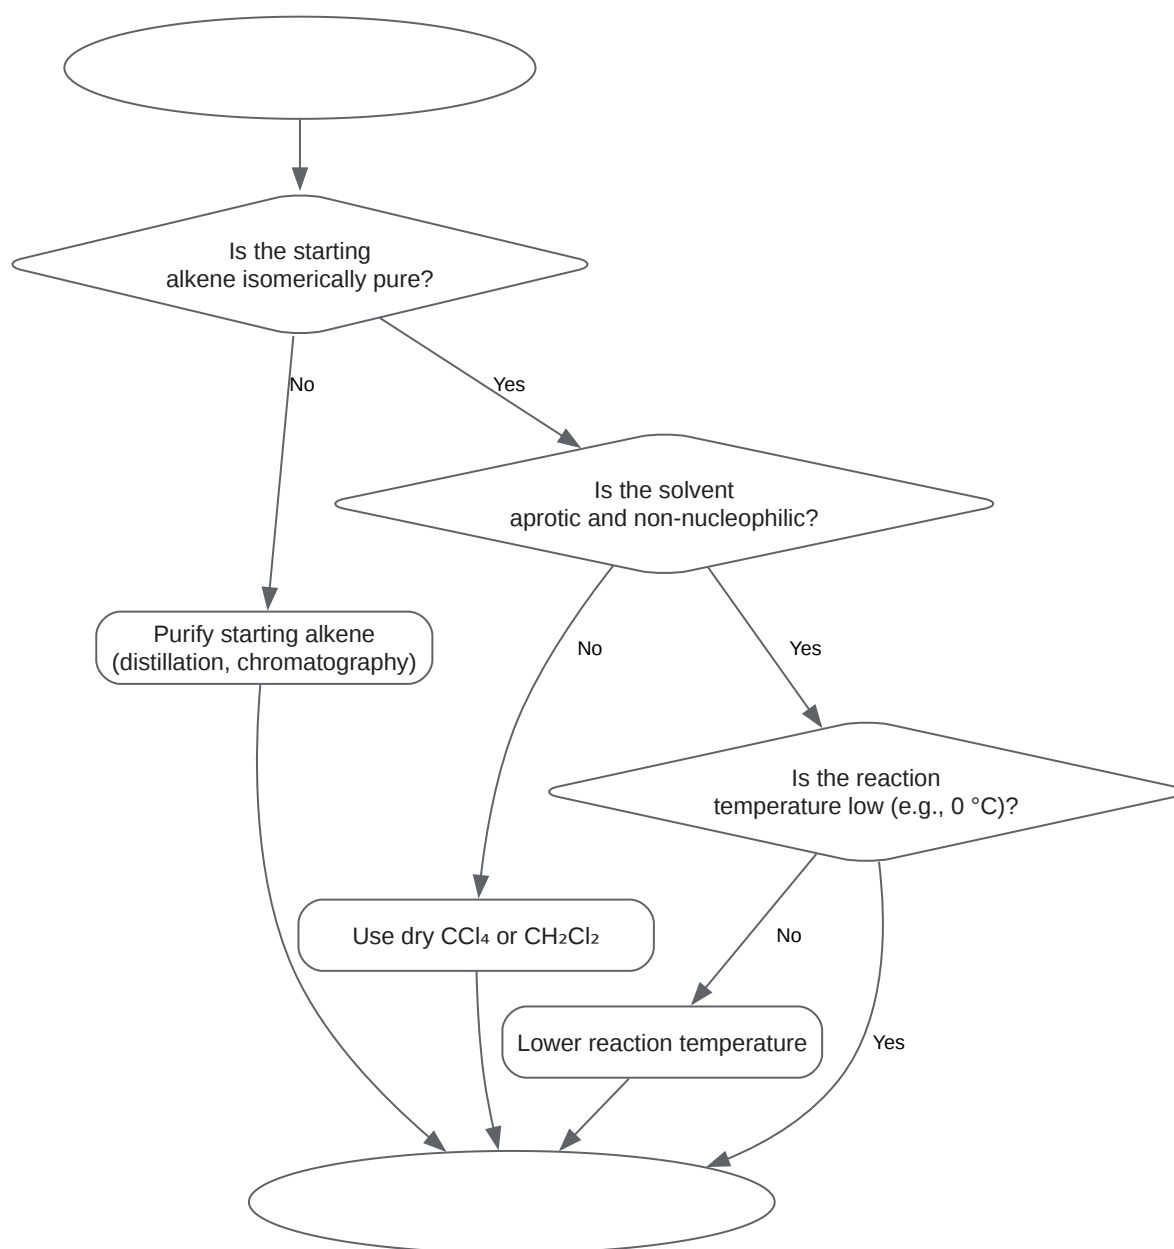 Is the starting
alkene isomerically pure?
No
Yes
Is the solvent
aprotic and non-nucleophilic?
Purify starting alkene
(distillation, chromatography)
No
Yes
Is the reaction
temperature low (e.g., 0 °C)?
Use dry CCl₄ or CH₂Cl₂
No
Lower reaction temperature
Yes